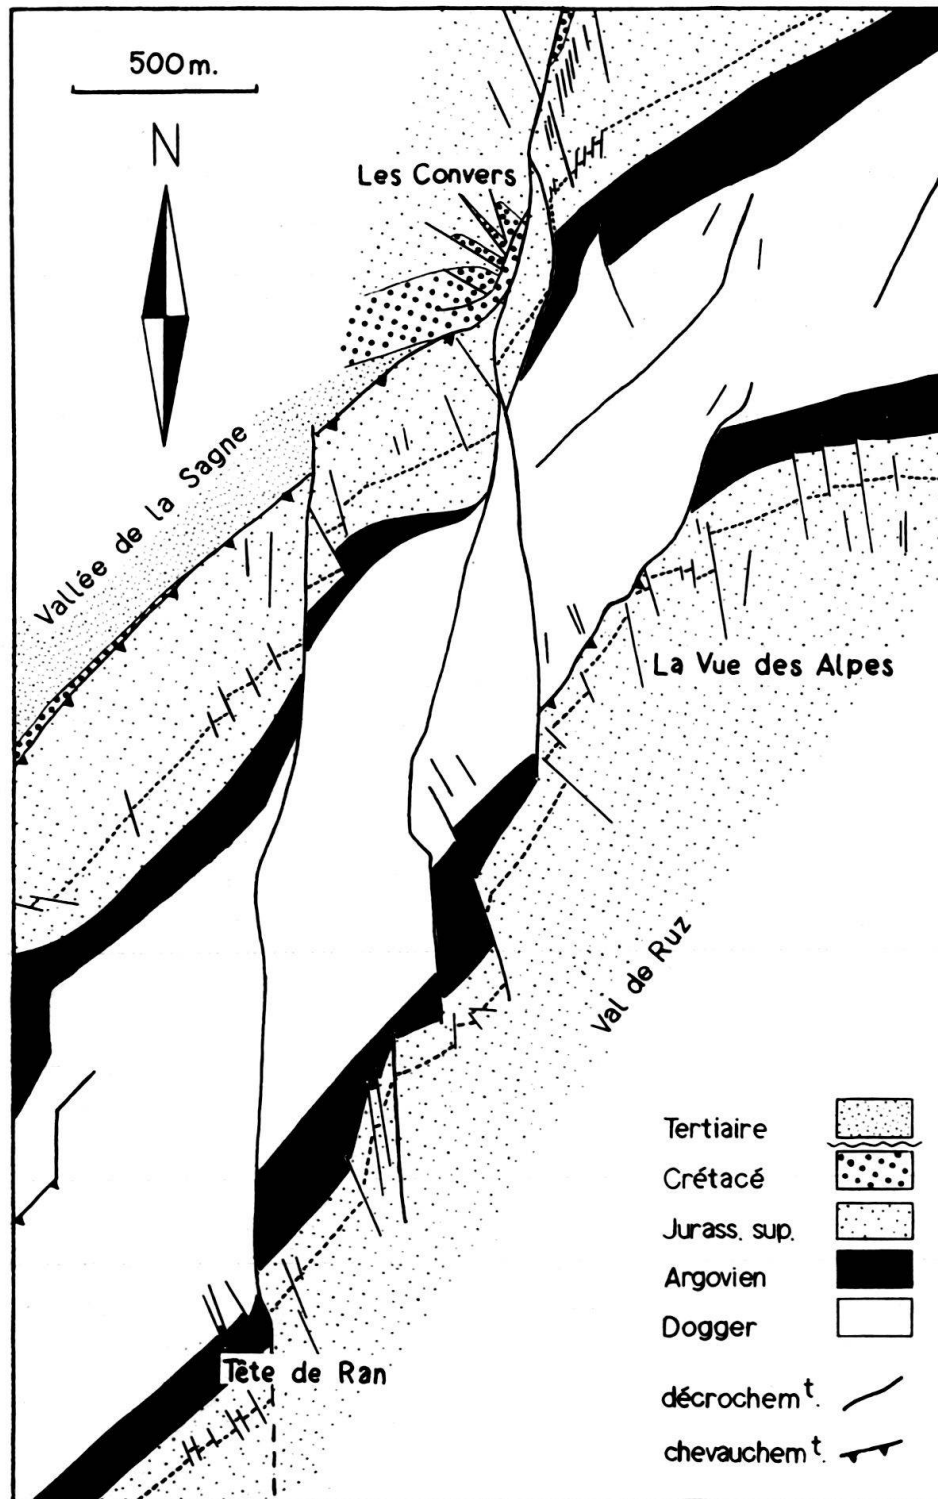 500m.
N
Les Convers
Vallée de la Sagne
La Vue des Alpes
Val de Ruz
Tête de Ran
Tertiaire
Crétacé
Jurass. sup.
Argovien
Dogger
décrochemᵗ.
chevauchemᵗ.